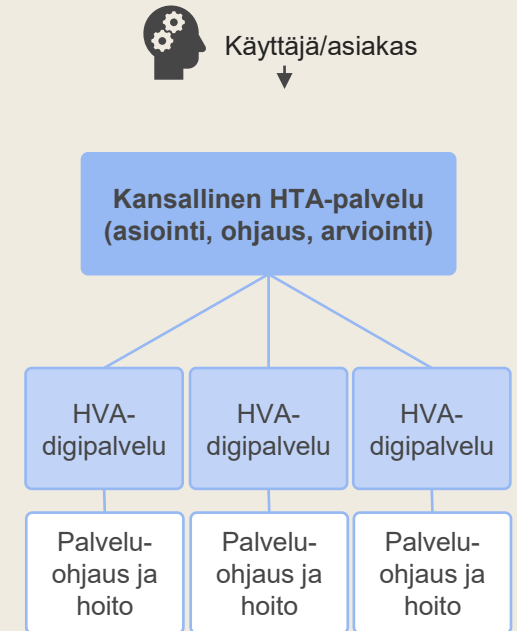 Käyttäjä/asiakas
Kansallinen HTA-palvelu
(asiointi, ohjaus, arviointi)
HVA-
digipalvelu
HVA-
digipalvelu
HVA-
digipalvelu
Palvelu-
ohjaus ja
hoito
Palvelu-
ohjaus ja
hoito
Palvelu-
ohjaus ja
hoito